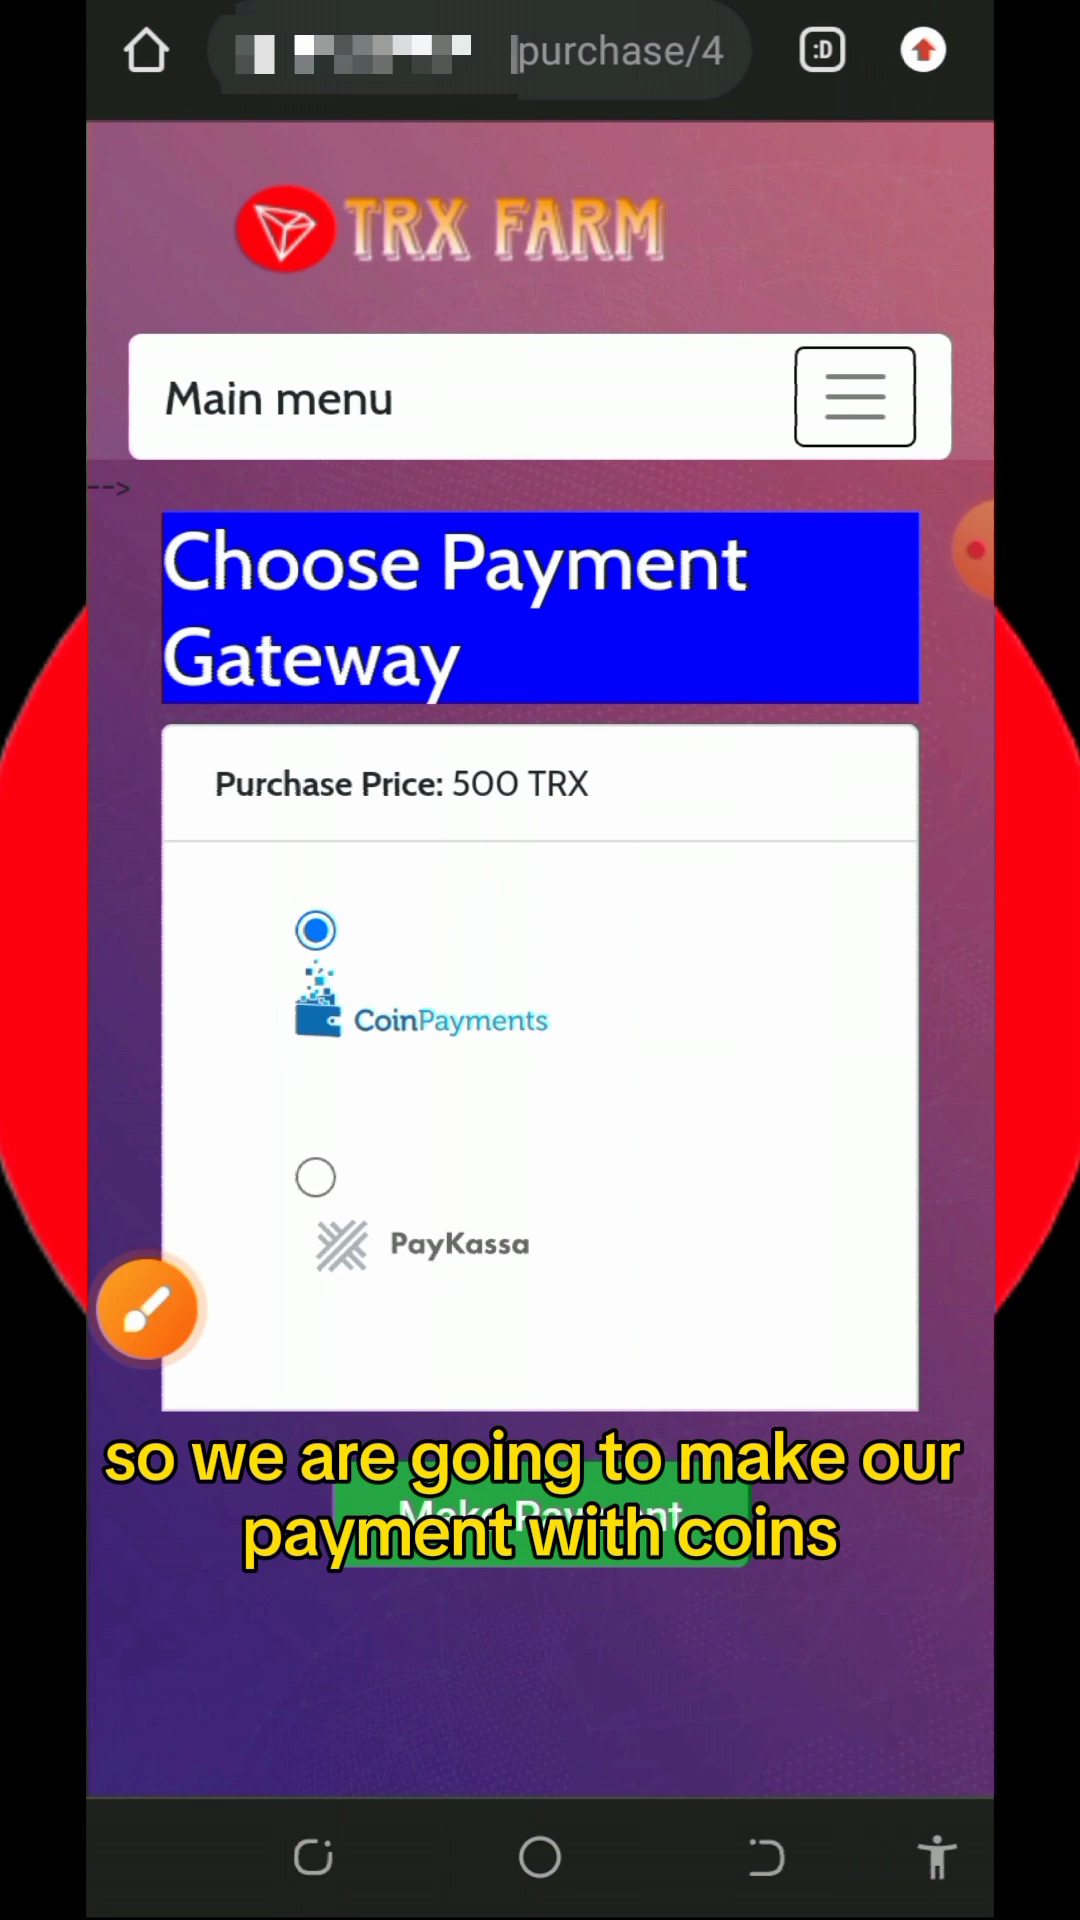 purchase/4
:D
TRX FARM
Main menu
-->
Choose Payment
Gateway
Purchase Price: 500 TRX
CoinPayments
PayKassa
so we are going to make our
payment with coins
Make Payment